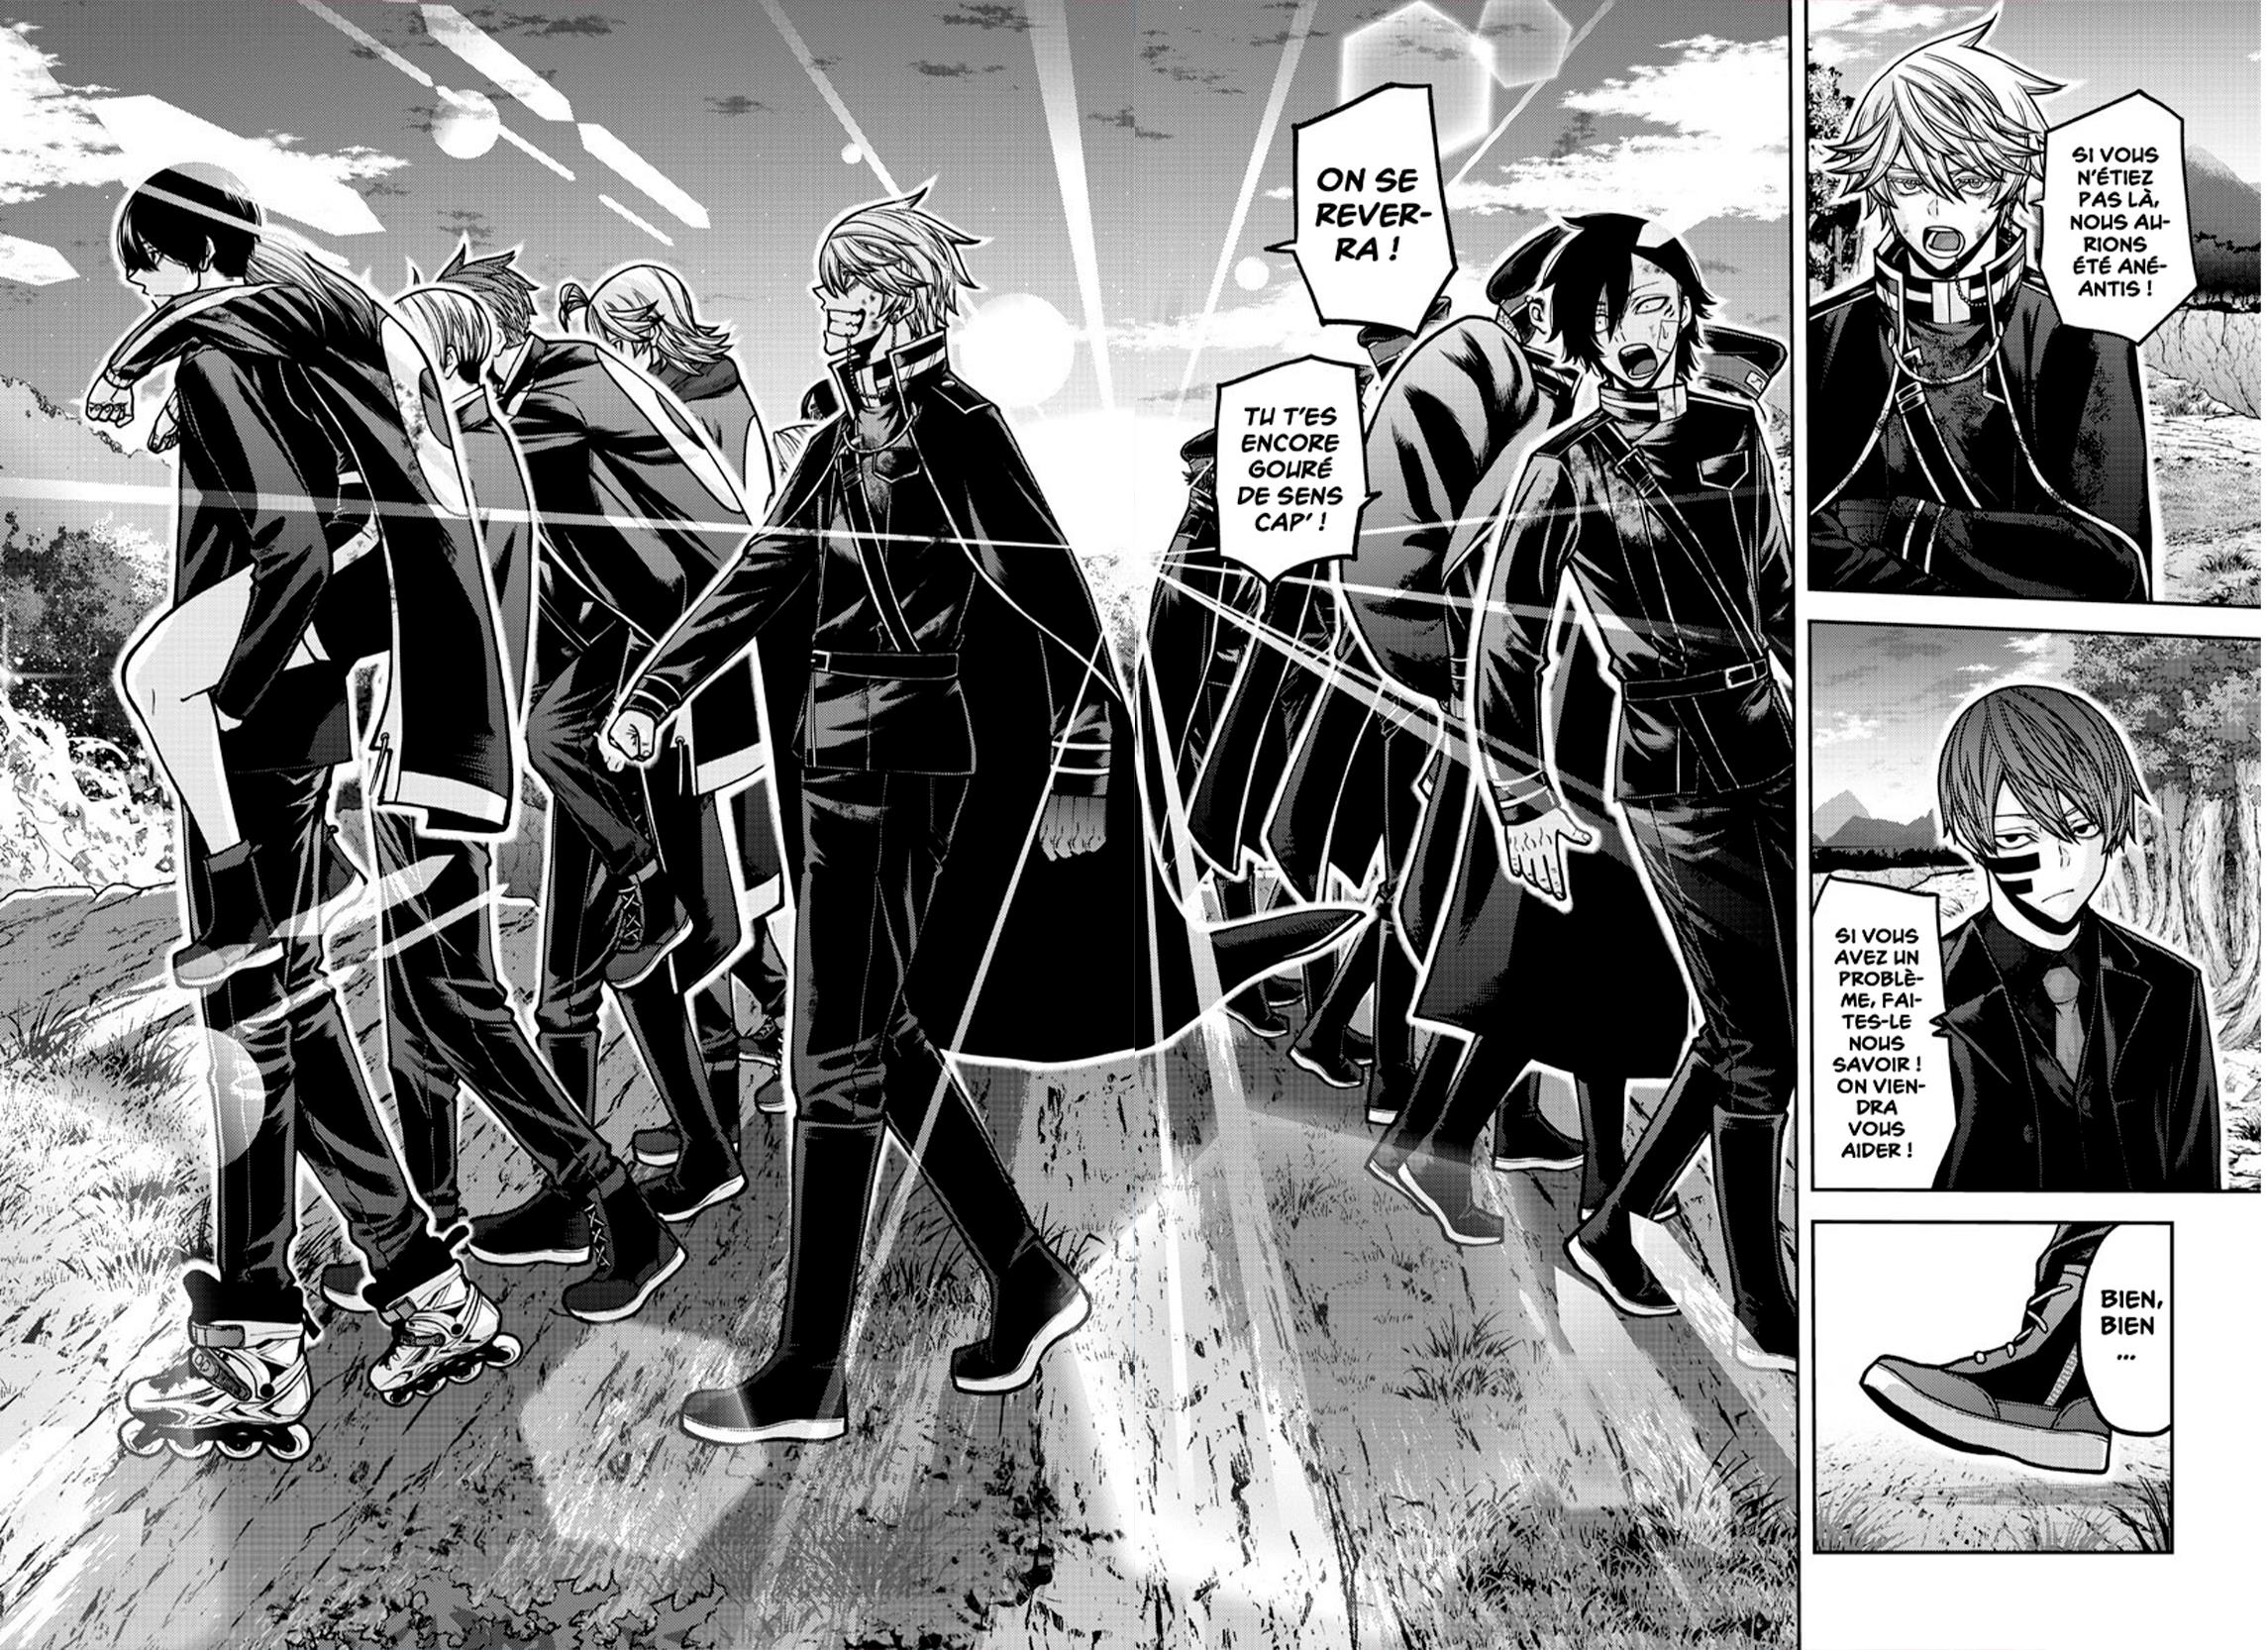 SI VOUS
N'ÉTIEZ
PAS LÀ,
NOUS AU-
RIONS
ÉTÉ ANÉ-
ANTIS !
SI VOUS
AVEZ UN
PROBLÈ-
ME, FAI-
TES-LE
NOUS
SAVOIR !
ON VIEN-
DRA
VOUS
AIDER !
BIEN,
BIEN
...
ON SE
REVER-
RA !
TU T'ES
ENCORE
GOURÉ
DE SENS
CAP' !